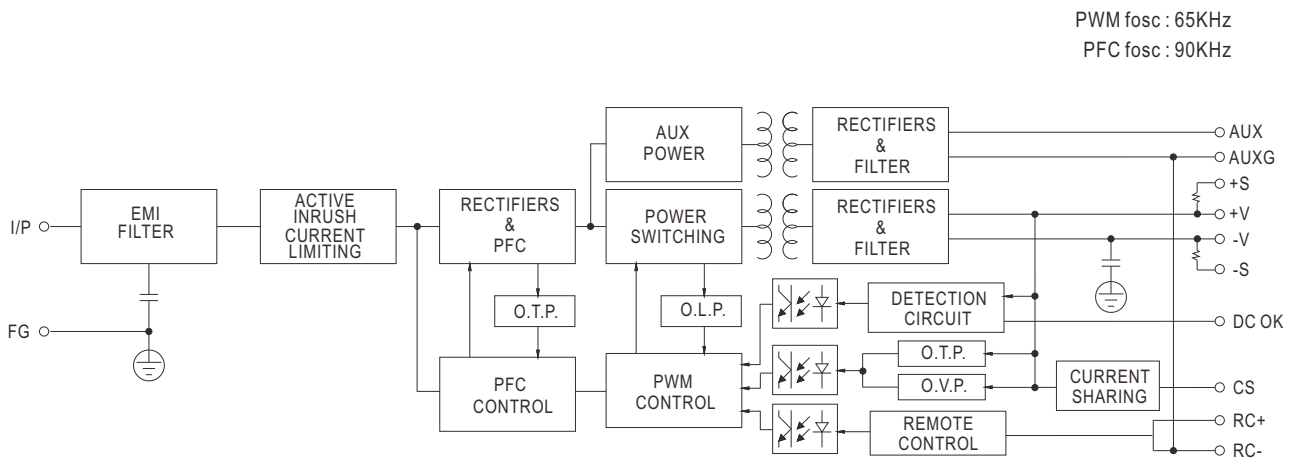 PWM fosc : 65KHz
PFC fosc : 90KHz
AUX
POWER
RECTIFIERS
&
FILTER
AUX
AUXG
I/P
EMI
FILTER
ACTIVE
INRUSH
CURRENT
LIMITING
RECTIFIERS
&
PFC
POWER
SWITCHING
RECTIFIERS
&
FILTER
+S
+V
-V
-S
FG
O.T.P.
O.L.P.
DETECTION
CIRCUIT
DC OK
PFC
CONTROL
PWM
CONTROL
O.T.P.
O.V.P.
CURRENT
SHARING
CS
REMOTE
CONTROL
RC+
RC-